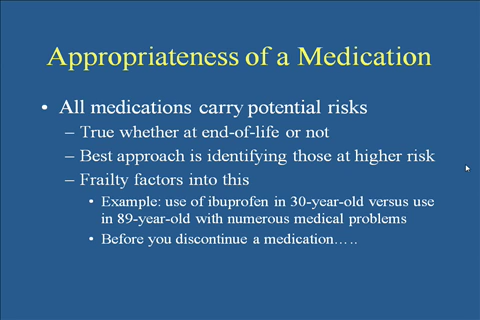 Appropriateness of a Medication
• All medications carry potential risks
– True whether at end-of-life or not
– Best approach is identifying those at higher risk
– Frailty factors into this
• Example: use of ibuprofen in 30-year-old versus use
in 89-year-old with numerous medical problems
• Before you discontinue a medication…..